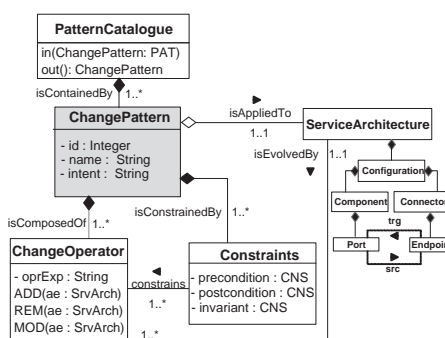 PatternCatalogue
in(ChangePattern: PAT)
out(): ChangePattern
isContainedBy
1..*
ChangePattern
- id : Integer
- name : String
- intent : String
isAppliedTo
1..1
ServiceArchitecture
isEvolvedBy
1..1
Configuration
Component
Connector
trg
Port
Endpoint
src
isComposedOf
1..*
isConstrainedBy
1..*
ChangeOperator
- oprExp : String
ADD(ae : SrvArch)
REM(ae : SrvArch)
MOD(ae : SrvArch)
constrains
1..*
1..*
Constraints
- precondition : CNS
- postcondition : CNS
- invariant : CNS